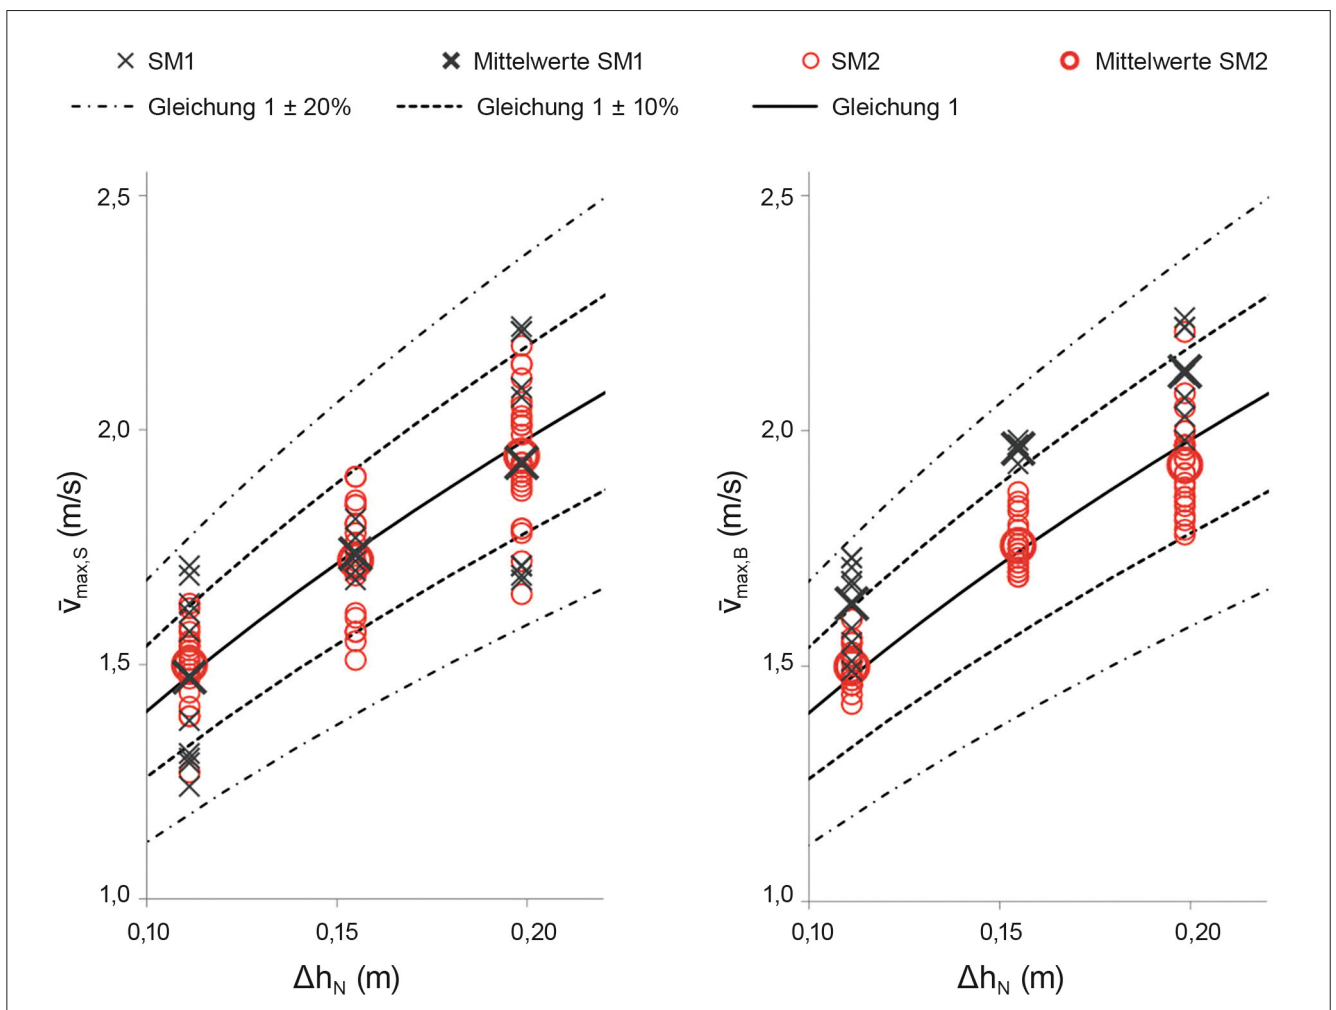 SM1 Mittelwerte SM1 SM2 Mittelwerte SM2
Gleichung 1 ± 20% Gleichung 1 ± 10% Gleichung 1
2,5
2,0
1,5
1,0
0,10 0,15 0,20
v̄max,S (m/s)
ΔhN (m)
2,5
2,0
1,5
1,0
0,10 0,15 0,20
v̄max,B (m/s)
ΔhN (m)